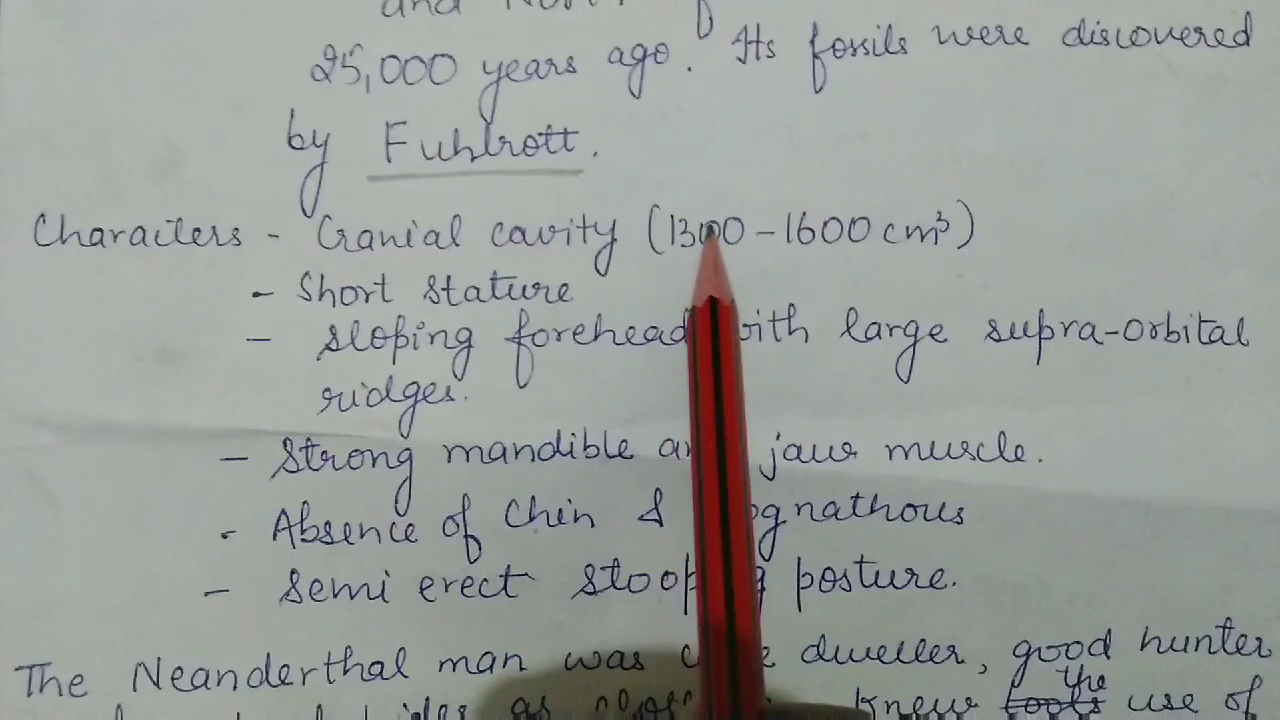 and
25,000 years ago. Its fossils were discovered
by Fuhlrott.
Characters - Cranial cavity (1300-1600 cm³)
- Short stature
- Sloping forehead with large supra-orbital
ridges.
- Strong mandible jaw muscle.
- Absence of Chin &
- Semi erect posture.
The Neanderthal man was dweller, good hunter
as knew the use of